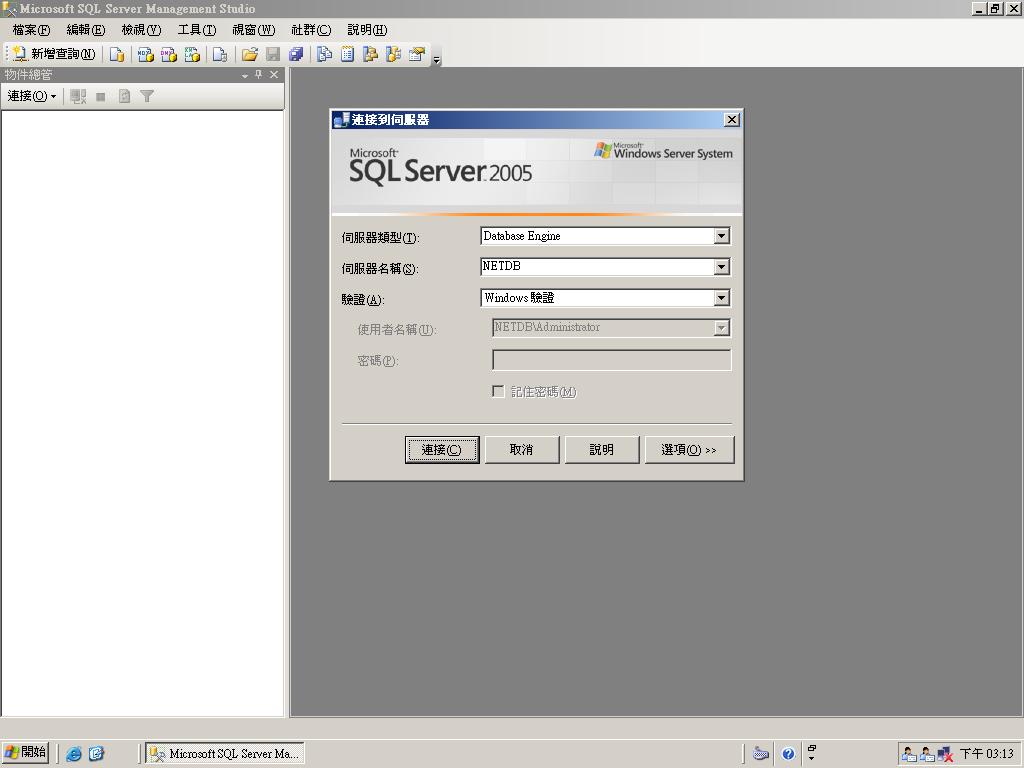 Microsoft SQL Server Management Studio
檔案(F) 編輯(E) 檢視(V) 工具(T) 視窗(W) 社群(C) 說明(H)
新增查詢(N)
物件總管
連接(O)
連接到伺服器
Microsoft
SQL Server 2005
Microsoft
Windows Server System
伺服器類型(T): Database Engine
伺服器名稱(S): NETDB
驗證(A): Windows 驗證
使用者名稱(U): NETDB\Administrator
密碼(P):
記住密碼(M)
連接(C) 取消 說明 選項(O) >>
開始 Microsoft SQL Server Ma... 下午 03:13